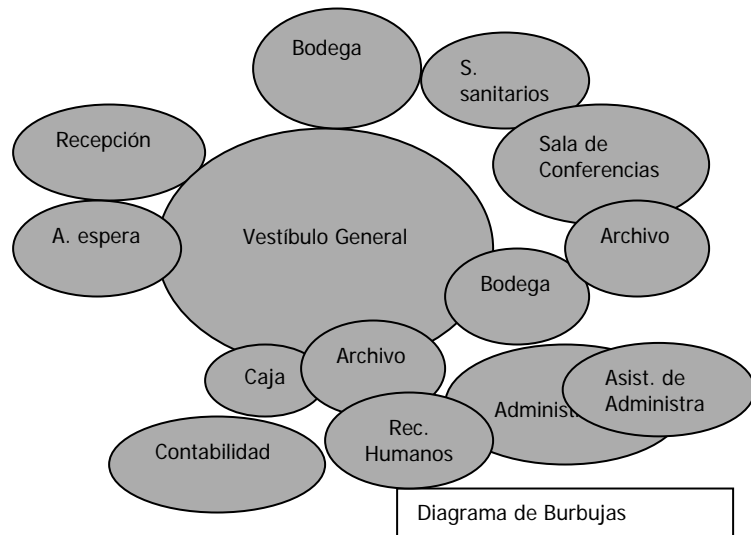 Bodega
S.
sanitarios
Recepción
Sala de
Conferencias
A. espera
Vestíbulo General
Archivo
Bodega
Caja
Archivo
Administr
Asist. de
Administra
Contabilidad
Rec.
Humanos
Diagrama de Burbujas